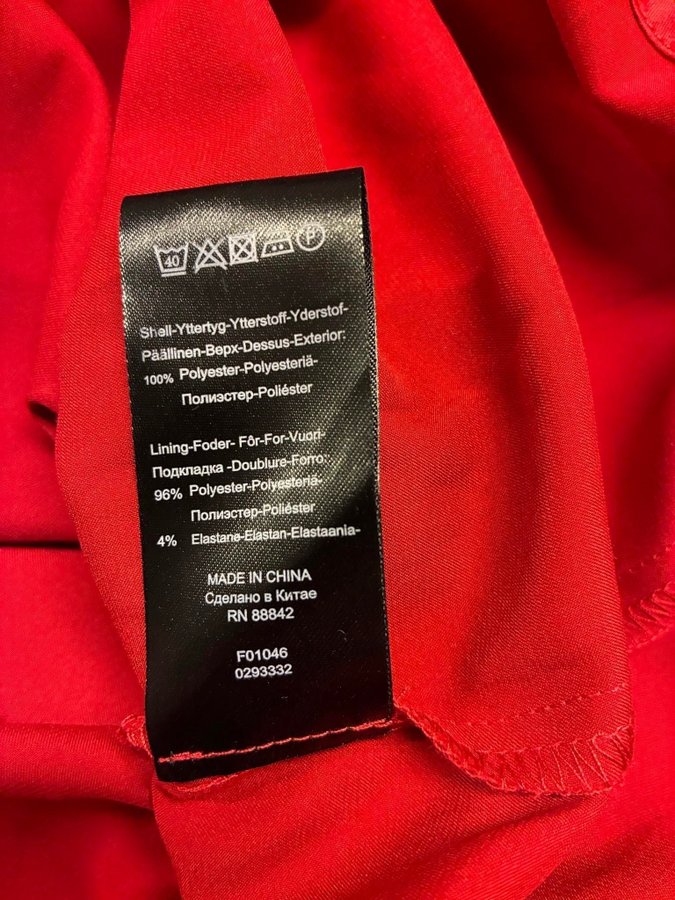 40
P
Shell-Yttertyg-Ytterstoff-Yderstof-
Päällinen-Верх-Dessus-Exterior:
100% Polyester-Polyesteriä-
Полиэстер-Poliéster
Lining-Foder- Fôr-For-Vuori-
Подкладка -Doublure-Forro:
96% Polyester-Polyesteriä-
Полиэстер-Poliéster
4% Elastane-Elastan-Elastaania-
MADE IN CHINA
Сделано в Китае
RN 88842
F01046
0293332